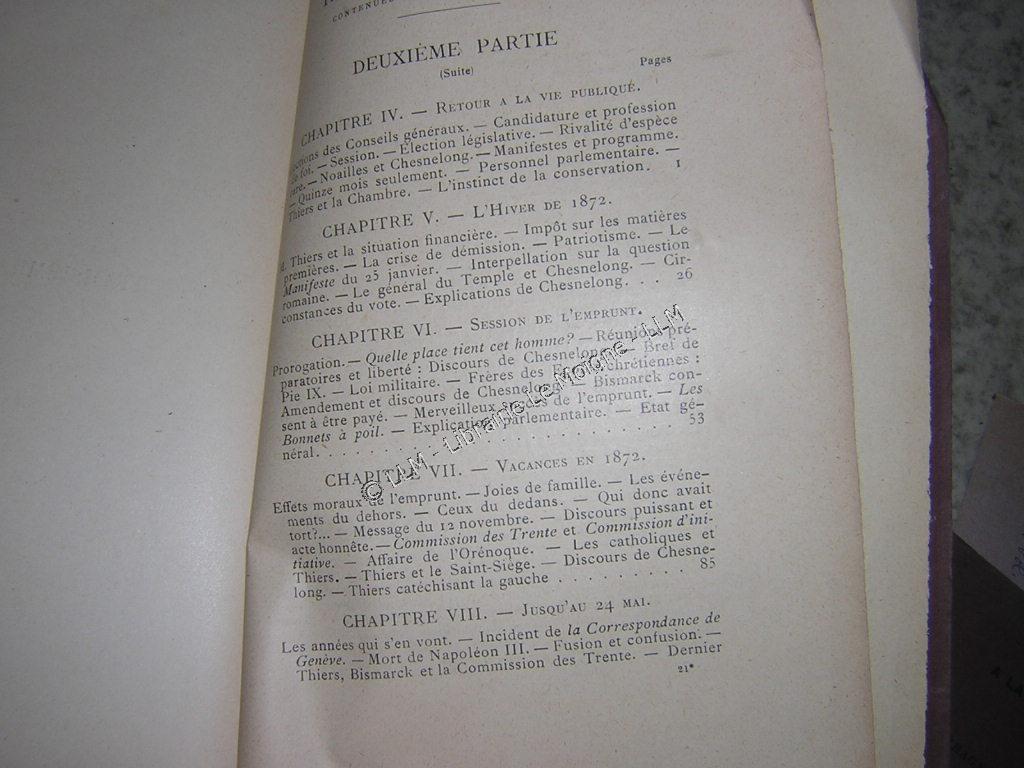 CONTENUES
DEUXIÈME PARTIE
(Suite)
Pages
CHAPITRE IV. — RETOUR A LA VIE PUBLIQUE.
des Conseils généraux. — Candidature et profession
foi. — Session. — Election législative. — Rivalité d'espèce
— Noailles et Chesnelong. — Manifestes et programme.
— Quinze mois seulement. — Personnel parlementaire. —
Thiers et la Chambre. — L'instinct de la conservation. 1
CHAPITRE V. — L'HIVER DE 1872.
Thiers et la situation financière. — Impôt sur les matières
premières. — La crise de démission. — Patriotisme. — Le
Manifeste du 25 janvier. — Interpellation sur la question
romaine. — Le général du Temple et Chesnelong. — Cir-
constances du vote. — Explications de Chesnelong. . . 26
CHAPITRE VI. — SESSION DE L'EMPRUNT.
Prorogation. — Quelle place tient cet homme? — Réunions pré-
paratoires et liberté : Discours de Chesnelong. — Bref de
Pie IX. — Loi militaire. — Frères des chrétiennes :
Amendement et discours de Chesnelong. — Bismarck con-
sent à être payé. — Merveilleux de l'emprunt. — Les
Bonnets à poil. — Explication parlementaire. — Etat gé-
néral. . . . . . . . . . . . . . . . . . 53
CHAPITRE VII. — VACANCES EN 1872.
Effets moraux de l'emprunt. — Joies de famille. — Les événe-
ments du dehors. — Ceux du dedans. — Qui donc avait
tort?... — Message du 12 novembre. — Discours puissant et
acte honnête. — Commission des Trente et Commission d'ini-
tiative. — Affaire de l'Orénoque. — Les catholiques et
Thiers. — Thiers et le Saint-Siège. — Discours de Chesne-
long. — Thiers catéchisant la gauche . . . . . . . . . 85
CHAPITRE VIII. — JUSQU'AU 24 MAI.
Les années qui s'en vont. — Incident de la Correspondance de
Genève. — Mort de Napoléon III. — Fusion et confusion. —
Thiers, Bismarck et la Commission des Trente. — Dernier
21*
© LLM - Librairie Le Moigne - LLM